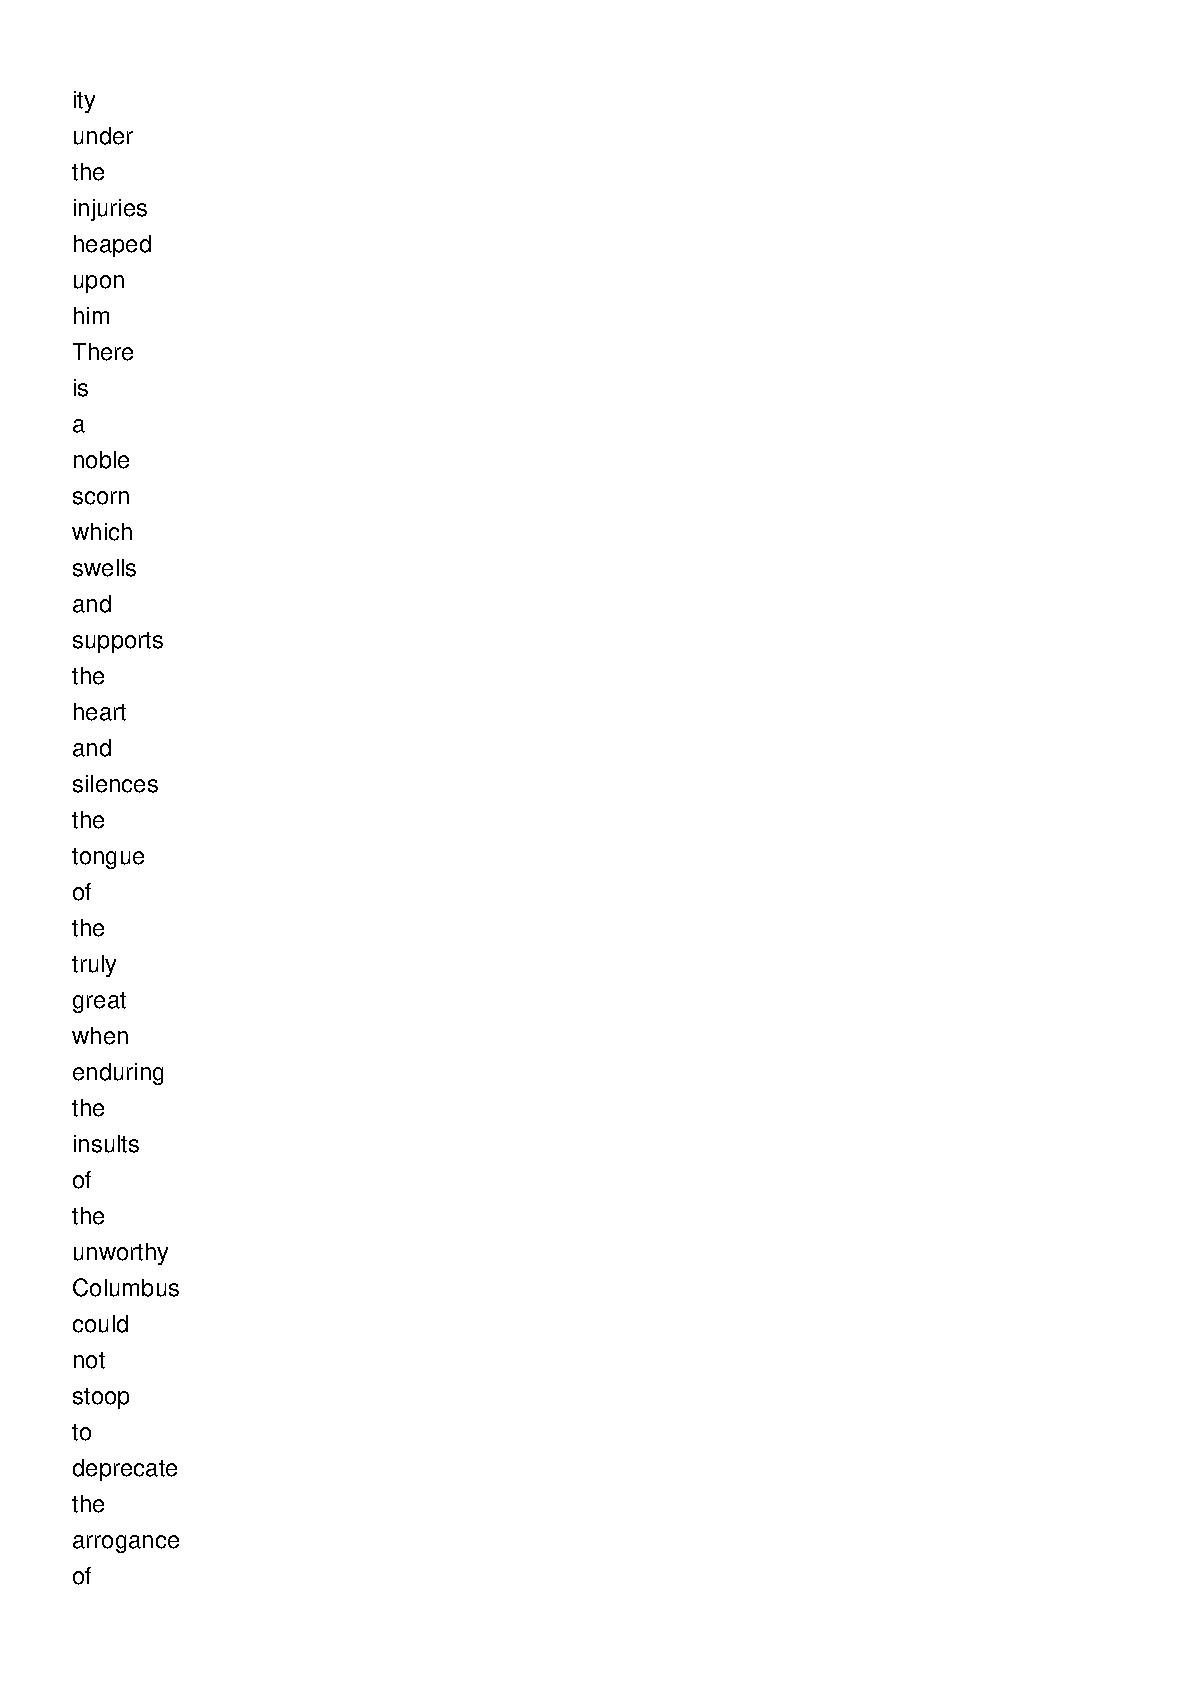 ity
under
the
injuries
heaped
upon
him
There
is
a
noble
scorn
which
swells
and
supports
the
heart
and
silences
the
tongue
of
the
truly
great
when
enduring
the
insults
of
the
unworthy
Columbus
could
not
stoop
to
deprecate
the
arrogance
of